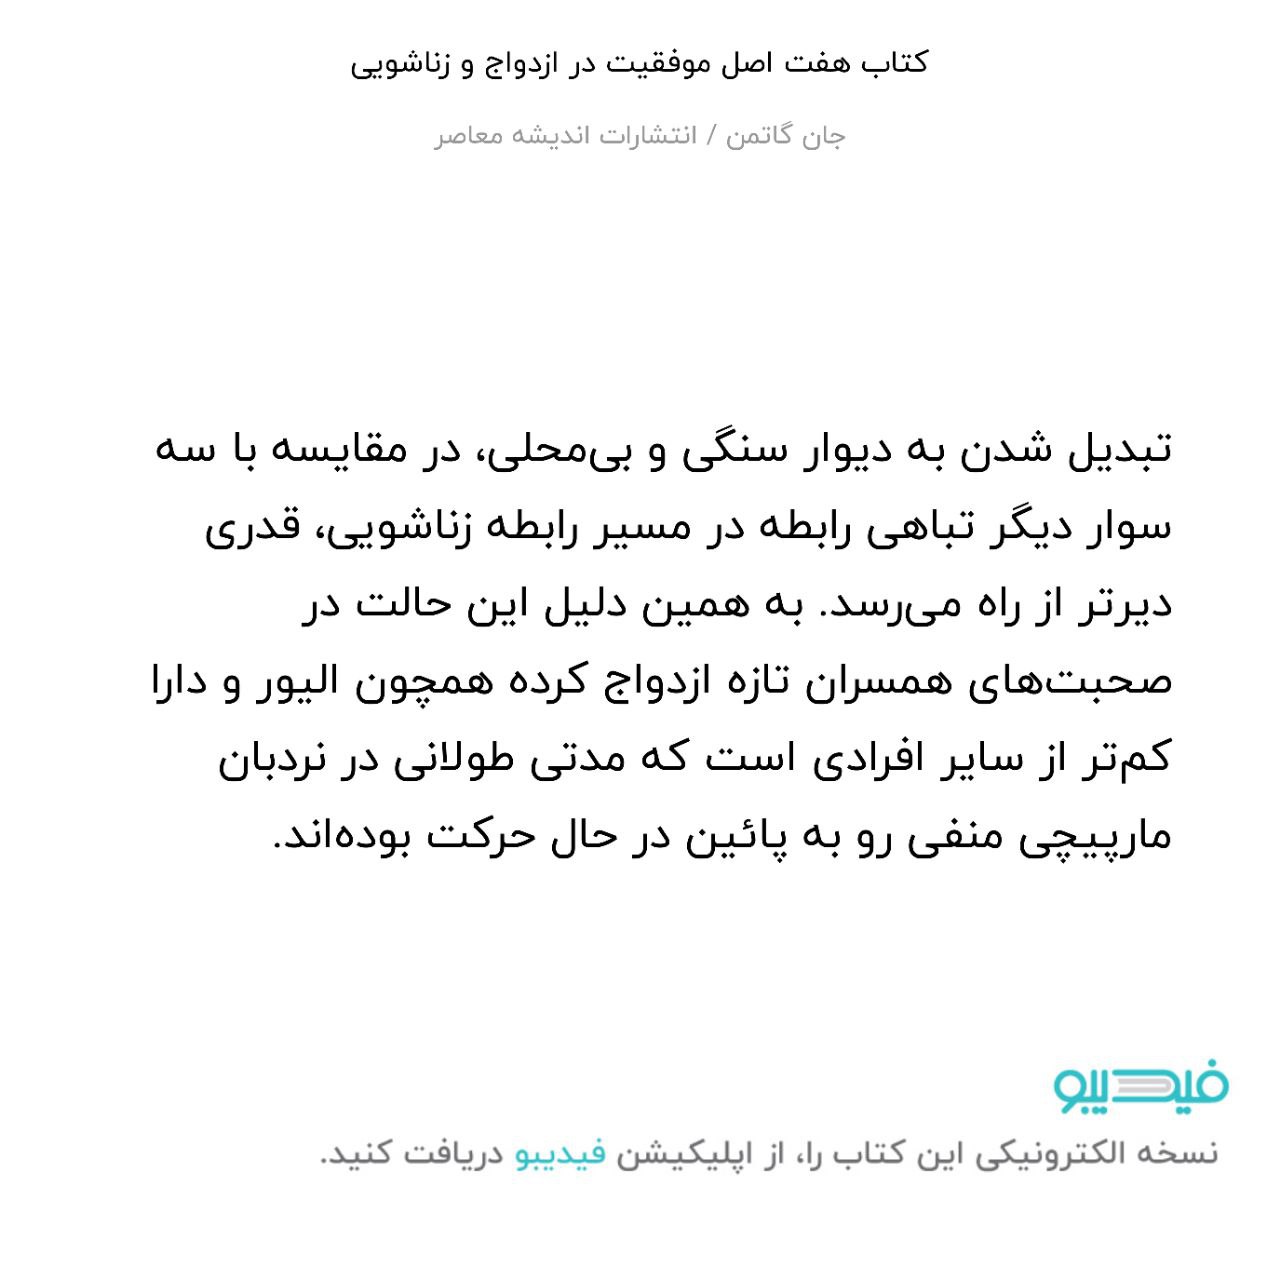 کتاب هفت اصل موفقیت در ازدواج و زناشویی
جان گاتمن / انتشارات اندیشه معاصر
تبدیل شدن به دیوار سنگی و بی‌محلی، در مقایسه با سه
سوار دیگر تباهی رابطه در مسیر رابطه زناشویی، قدری
دیرتر از راه می‌رسد. به همین دلیل این حالت در
صحبت‌های همسران تازه ازدواج کرده همچون الیور و دارا
کم‌تر از سایر افرادی است که مدتی طولانی در نردبان
مارپیچی منفی رو به پائین در حال حرکت بوده‌اند.
فیدیبو
نسخه الکترونیکی این کتاب را، از اپلیکیشن فیدیبو دریافت کنید.